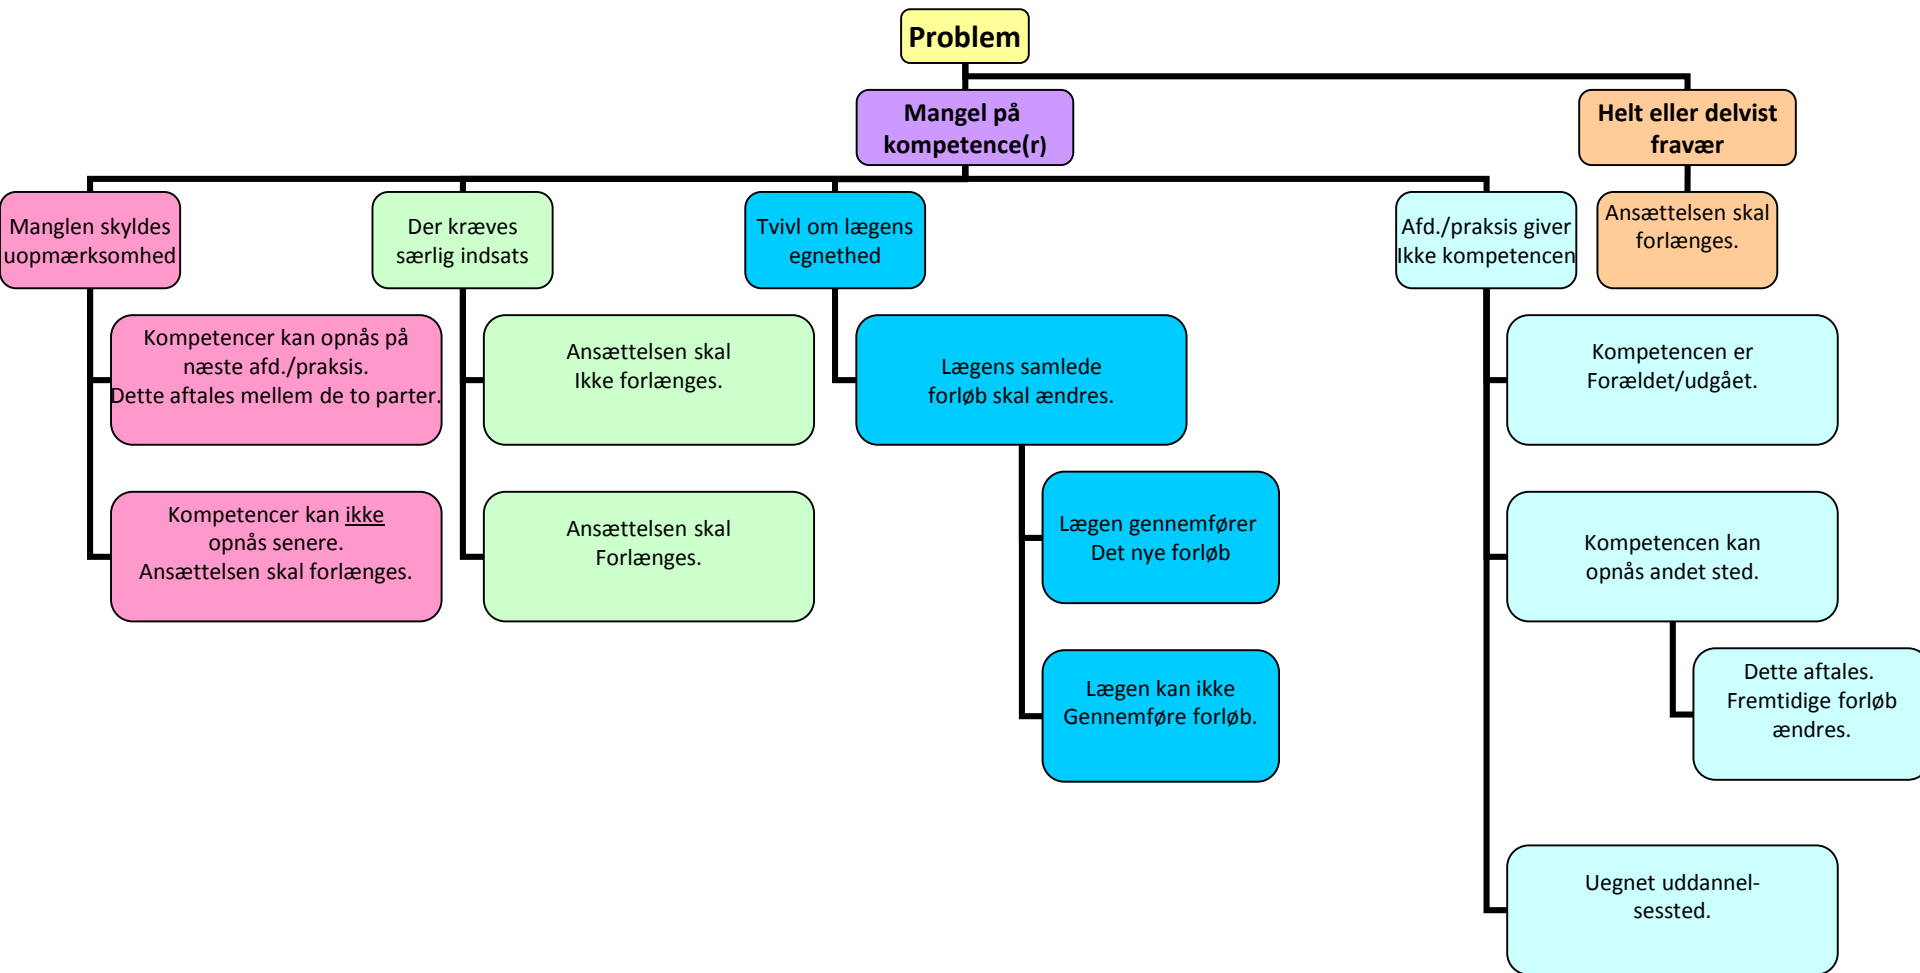 Problem
Mangel på
kompetence(r)
Helt eller delvist
fravær
Manglen skyldes
uopmærksomhed
Der kræves
særlig indsats
Tvivl om lægens
egnethed
Afd./praksis giver
Ikke kompetencen
Ansættelsen skal
forlænges.
Kompetencer kan opnås på
næste afd./praksis.
Dette aftales mellem de to parter.
Ansættelsen skal
Ikke forlænges.
Lægens samlede
forløb skal ændres.
Kompetencen er
Forældet/udgået.
Kompetencer kan ikke
opnås senere.
Ansættelsen skal forlænges.
Ansættelsen skal
Forlænges.
Lægen gennemfører
Det nye forløb
Kompetencen kan
opnås andet sted.
Lægen kan ikke
Gennemføre forløb.
Dette aftales.
Fremtidige forløb
ændres.
Uegnet uddannel-
sessted.